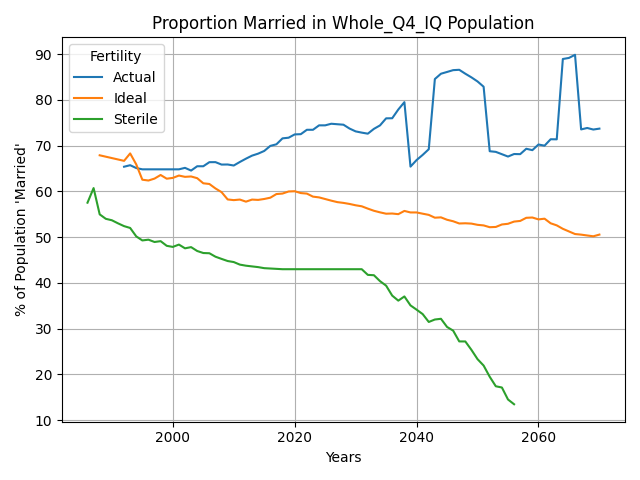 Proportion Married in Whole_Q4_IQ Population
Fertility
Actual
Ideal
Sterile
90
80
70
60
50
40
30
20
10
% of Population 'Married'
2000 2020 2040 2060
Years